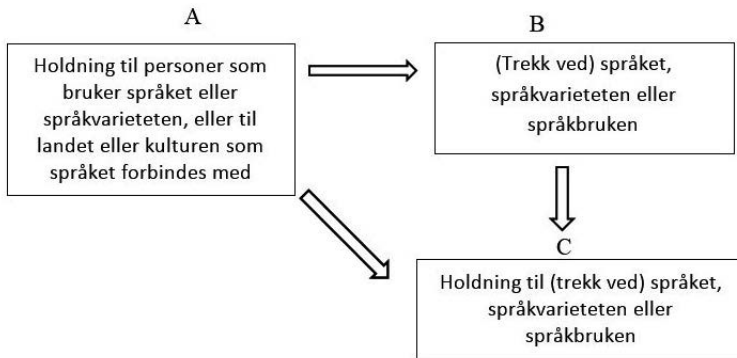 A
Holdning til personer som
bruker språket eller
språkvarieteten, eller til
landet eller kulturen som
språket forbindes med
B
(Trekk ved) språket,
språkvarieteten eller
språkbruken
C
Holdning til (trekk ved) språket,
språkvarieteten eller
språkbruken